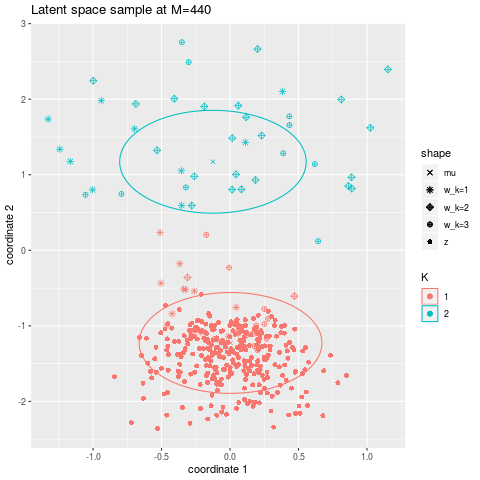 Latent space sample at M=440
3
2
1
0
-1
-2
coordinate 2
-1.0
-0.5
0.0
0.5
1.0
coordinate 1
shape
mu
w_k=1
w_k=2
w_k=3
z
K
1
2